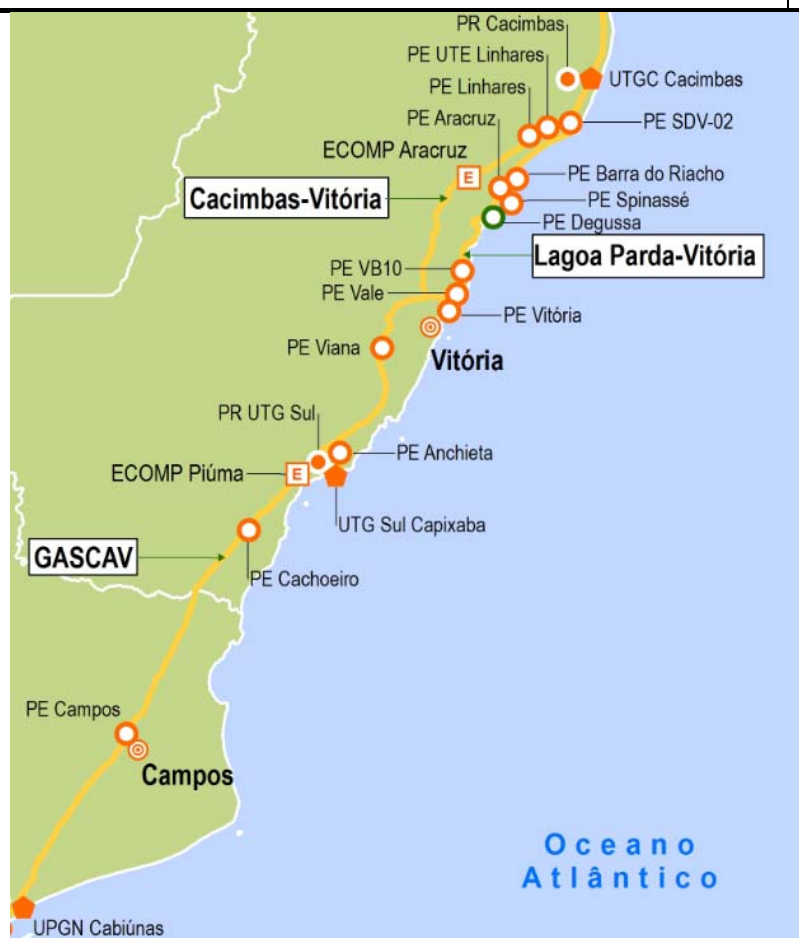 PR Cacimbas
PE UTE Linhares
UTGC Cacimbas
PE Linhares
PE Aracruz
PE SDV-02
ECOMP Aracruz
E
PE Barra do Riacho
Cacimbas-Vitória
PE Spinassé
PE Degussa
Lagoa Parda-Vitória
PE VB10
PE Vale
PE Vitória
PE Viana
Vitória
PR UTG Sul
PE Anchieta
ECOMP Piúma
E
UTG Sul Capixaba
GASCAV
PE Cachoeiro
PE Campos
Campos
Oceano
Atlântico
UPGN Cabiúnas